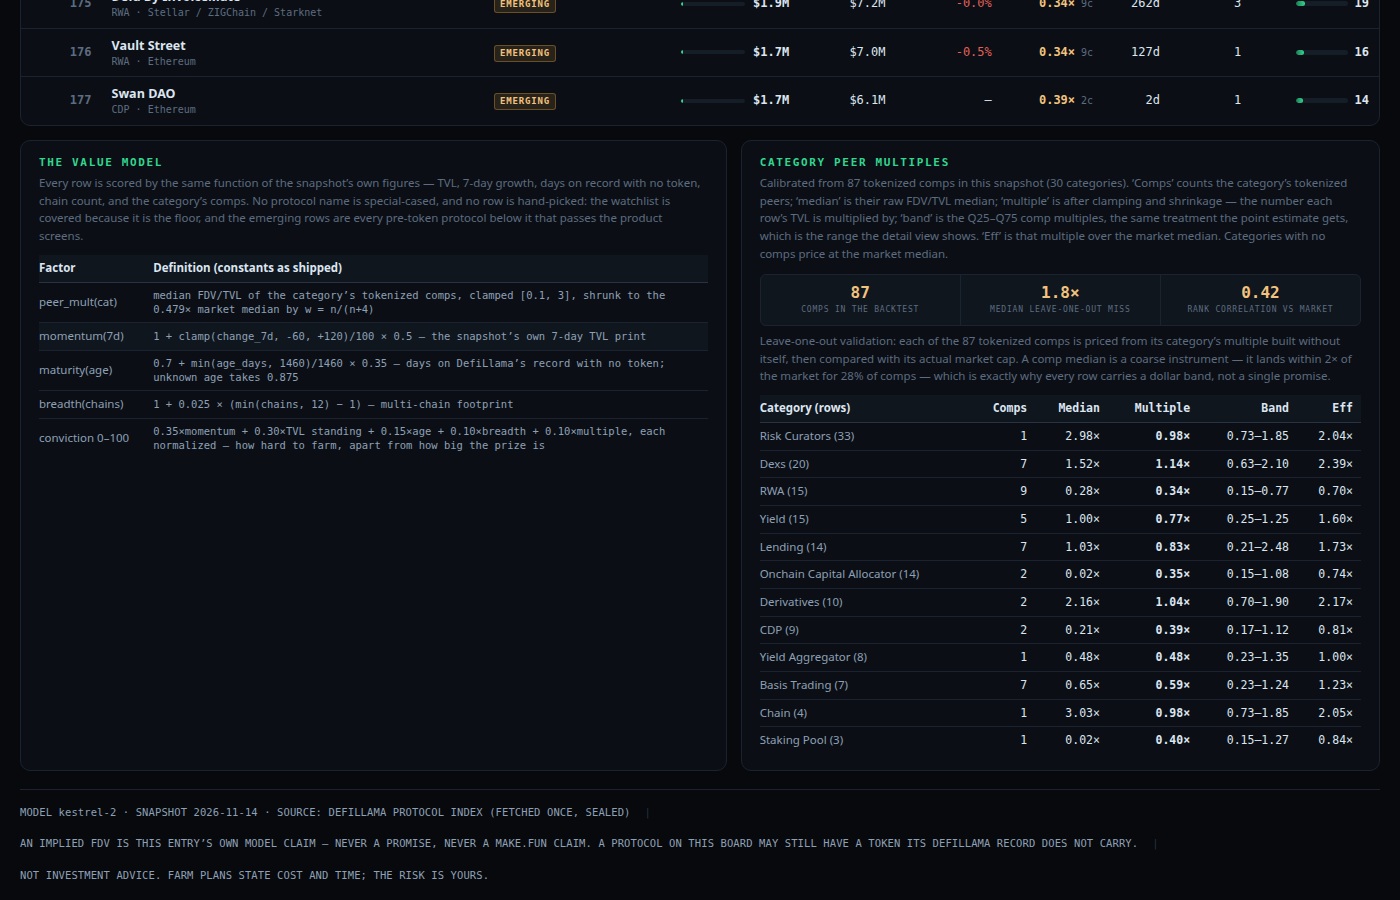 175
RWA · Stellar / ZIGChain / Starknet EMERGING $1.9M $7.2M -0.0% 0.34× 9c 262d 3 19
176 Vault Street
RWA · Ethereum EMERGING $1.7M $7.0M -0.5% 0.34× 9c 127d 1 16
177 Swan DAO
CDP · Ethereum EMERGING $1.7M $6.1M — 0.39× 2c 2d 1 14
THE VALUE MODEL
Every row is scored by the same function of the snapshot's own figures — TVL, 7-day growth, days on record with no token,
chain count, and the category's comps. No protocol name is special-cased, and no row is hand-picked: the watchlist is
covered because it is the floor, and the emerging rows are every pre-token protocol below it that passes the product
screens.
Factor Definition (constants as shipped)
peer_mult(cat) median FDV/TVL of the category's tokenized comps, clamped [0.1, 3], shrunk to the
0.479× market median by w = n/(n+4)
momentum(7d) 1 + clamp(change_7d, -60, +120)/100 × 0.5 — the snapshot's own 7-day TVL print
maturity(age) 0.7 + min(age_days, 1460)/1460 × 0.35 — days on DefiLlama's record with no token;
unknown age takes 0.875
breadth(chains) 1 + 0.025 × (min(chains, 12) − 1) — multi-chain footprint
conviction 0–100 0.35×momentum + 0.30×TVL standing + 0.15×age + 0.10×breadth + 0.10×multiple, each
normalized — how hard to farm, apart from how big the prize is
CATEGORY PEER MULTIPLES
Calibrated from 87 tokenized comps in this snapshot (30 categories). 'Comps' counts the category's tokenized
peers; 'median' is their raw FDV/TVL median; 'multiple' is after clamping and shrinkage — the number each
row's TVL is multiplied by; 'band' is the Q25–Q75 comp multiples, the same treatment the point estimate gets,
which is the range the detail view shows. 'Eff' is that multiple over the market median. Categories with no
comps price at the market median.
87 1.8× 0.42
COMPS IN THE BACKTEST MEDIAN LEAVE-ONE-OUT MISS RANK CORRELATION VS MARKET
Leave-one-out validation: each of the 87 tokenized comps is priced from its category's multiple built without
itself, then compared with its actual market cap. A comp median is a coarse instrument — it lands within 2× of
the market for 28% of comps — which is exactly why every row carries a dollar band, not a single promise.
Category (rows) Comps Median Multiple Band Eff
Risk Curators (33) 1 2.98× 0.98× 0.73–1.85 2.04×
Dexs (20) 7 1.52× 1.14× 0.63–2.10 2.39×
RWA (15) 9 0.28× 0.34× 0.15–0.77 0.70×
Yield (15) 5 1.00× 0.77× 0.25–1.25 1.60×
Lending (14) 7 1.03× 0.83× 0.21–2.48 1.73×
Onchain Capital Allocator (14) 2 0.02× 0.35× 0.15–1.08 0.74×
Derivatives (10) 2 2.16× 1.04× 0.70–1.90 2.17×
CDP (9) 2 0.21× 0.39× 0.17–1.12 0.81×
Yield Aggregator (8) 1 0.48× 0.48× 0.23–1.35 1.00×
Basis Trading (7) 7 0.65× 0.59× 0.23–1.24 1.23×
Chain (4) 1 3.03× 0.98× 0.73–1.85 2.05×
Staking Pool (3) 1 0.02× 0.40× 0.15–1.27 0.84×
MODEL kestrel-2 · SNAPSHOT 2026-11-14 · SOURCE: DEFILLAMA PROTOCOL INDEX (FETCHED ONCE, SEALED) |
AN IMPLIED FDV IS THIS ENTRY'S OWN MODEL CLAIM — NEVER A PROMISE, NEVER A MAKE.FUN CLAIM. A PROTOCOL ON THIS BOARD MAY STILL HAVE A TOKEN ITS DEFILLAMA RECORD DOES NOT CARRY. |
NOT INVESTMENT ADVICE. FARM PLANS STATE COST AND TIME; THE RISK IS YOURS.